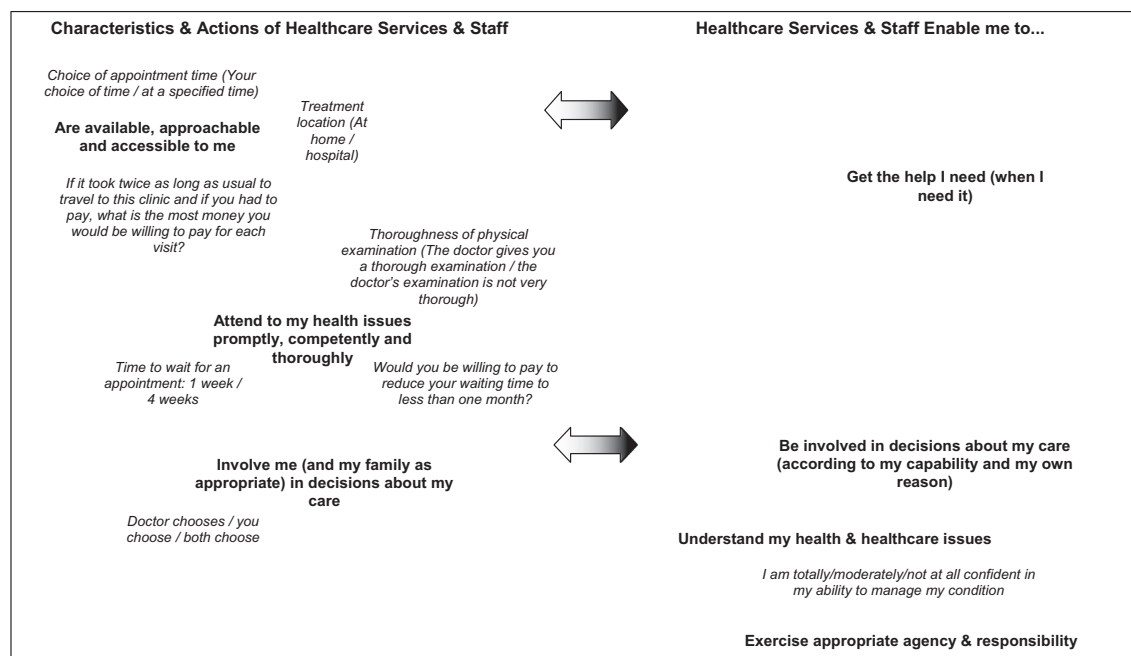 Characteristics & Actions of Healthcare Services & Staff
Healthcare Services & Staff Enable me to...
Choice of appointment time (Your
choice of time / at a specified time)
Treatment
location (At
home /
hospital)
Are available, approachable
and accessible to me
If it took twice as long as usual to
travel to this clinic and if you had to
pay, what is the most money you
would be willing to pay for each
visit?
Get the help I need (when I
need it)
Thoroughness of physical
examination (The doctor gives you
a thorough examination / the
doctor's examination is not very
thorough)
Attend to my health issues
promptly, competently and
thoroughly
Time to wait for an
appointment: 1 week /
4 weeks
Would you be willing to pay to
reduce your waiting time to
less than one month?
Involve me (and my family as
appropriate) in decisions about my
care
Be involved in decisions about my care
(according to my capability and my own
reason)
Doctor chooses / you
choose / both choose
Understand my health & healthcare issues
I am totally/moderately/not at all confident in
my ability to manage my condition
Exercise appropriate agency & responsibility